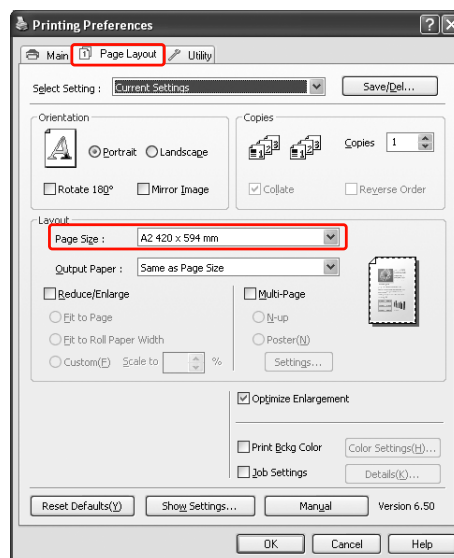 Printing Preferences
Main Page Layout Utility
Select Setting : Current Settings Save/Del...
Orientation
Portrait Landscape
Rotate 180° Mirror Image
Copies
Copies 1
Collate Reverse Order
Layout
Page Size : A2 420 x 594 mm
Output Paper : Same as Page Size
Reduce/Enlarge
Fit to Page
Fit to Roll Paper Width
Custom(F) Scale to %
Multi-Page
N-up
Poster(N)
Settings...
Optimize Enlargement
Print Bckg Color Color Settings(H)...
Job Settings Details(K)...
Reset Defaults(Y) Show Settings... Manual Version 6.50
OK Cancel Help